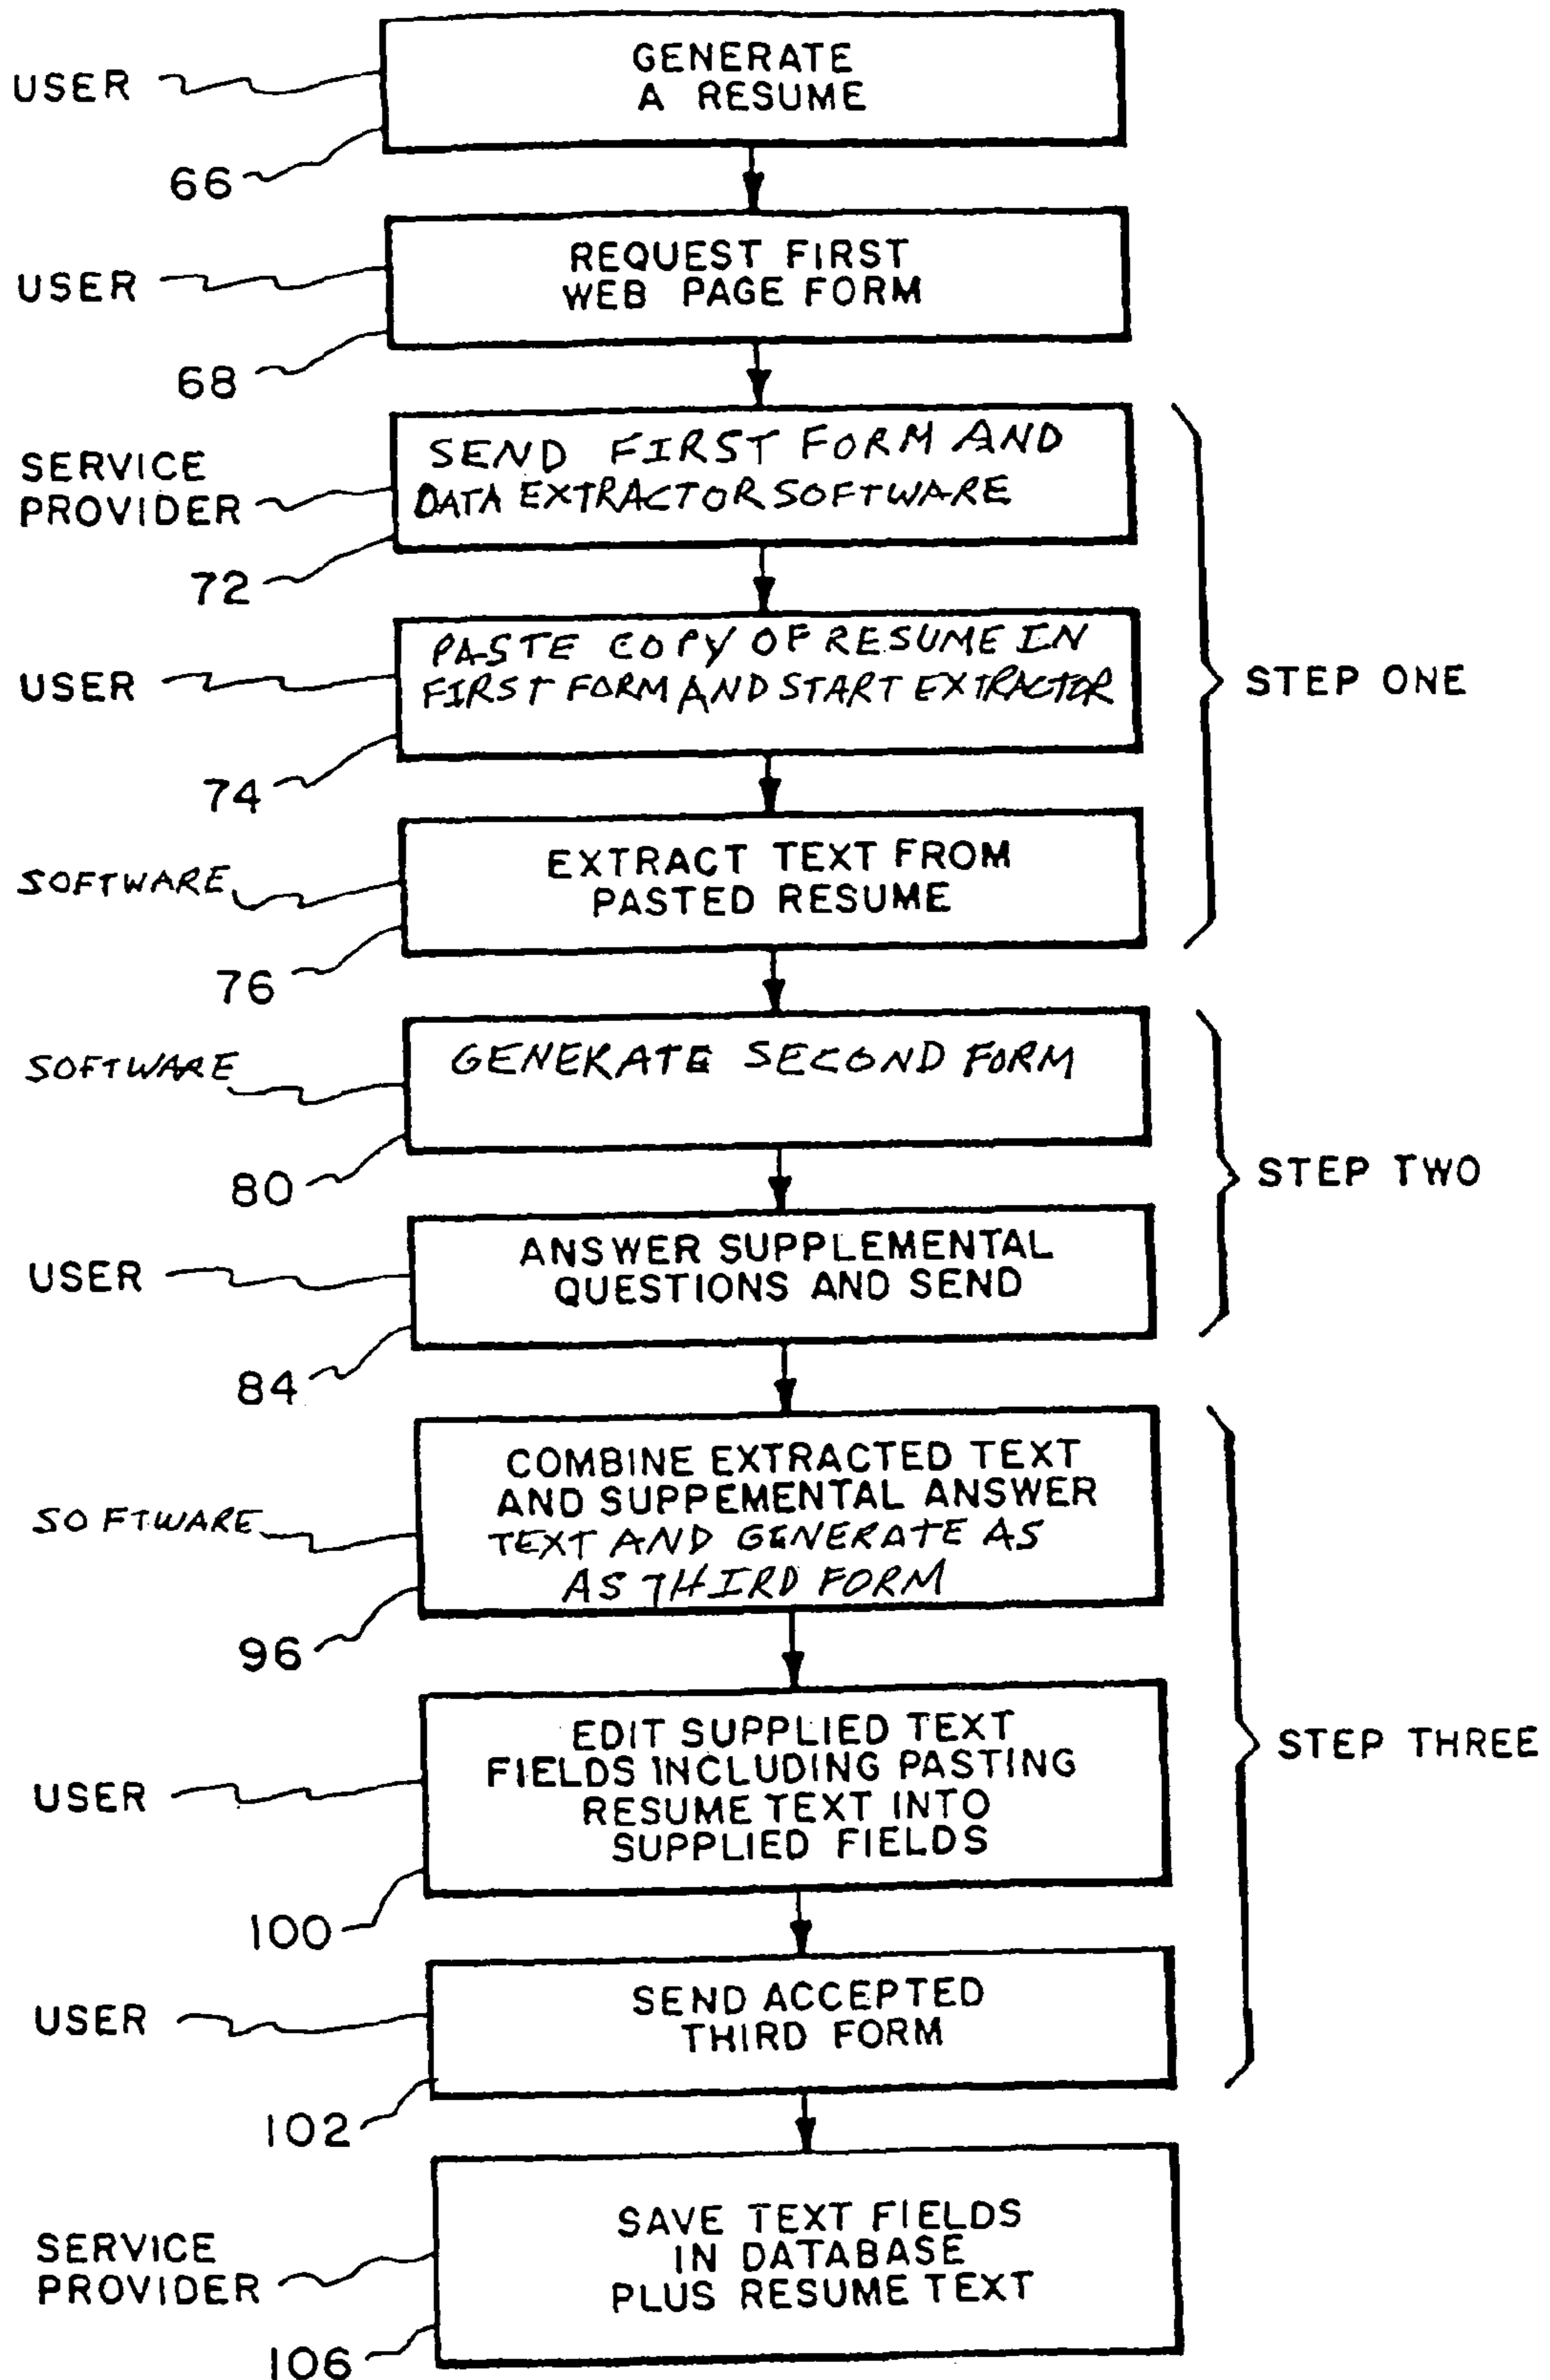 USER
GENERATE
A RESUME
66
USER
REQUEST FIRST
WEB PAGE FORM
68
SERVICE
PROVIDER
SEND FIRST FORM AND
DATA EXTRACTOR SOFTWARE
72
USER
PASTE COPY OF RESUME IN
FIRST FORM AND START EXTRACTOR
74
STEP ONE
SOFTWARE
EXTRACT TEXT FROM
PASTED RESUME
76
SOFTWARE
GENERATE SECOND FORM
80
STEP TWO
USER
ANSWER SUPPLEMENTAL
QUESTIONS AND SEND
84
SOFTWARE
COMBINE EXTRACTED TEXT
AND SUPPEMENTAL ANSWER
TEXT AND GENERATE AS
AS THIRD FORM
96
USER
EDIT SUPPLIED TEXT
FIELDS INCLUDING PASTING
RESUME TEXT INTO
SUPPLIED FIELDS
100
STEP THREE
USER
SEND ACCEPTED
THIRD FORM
102
SERVICE
PROVIDER
SAVE TEXT FIELDS
IN DATABASE
PLUS RESUME TEXT
106